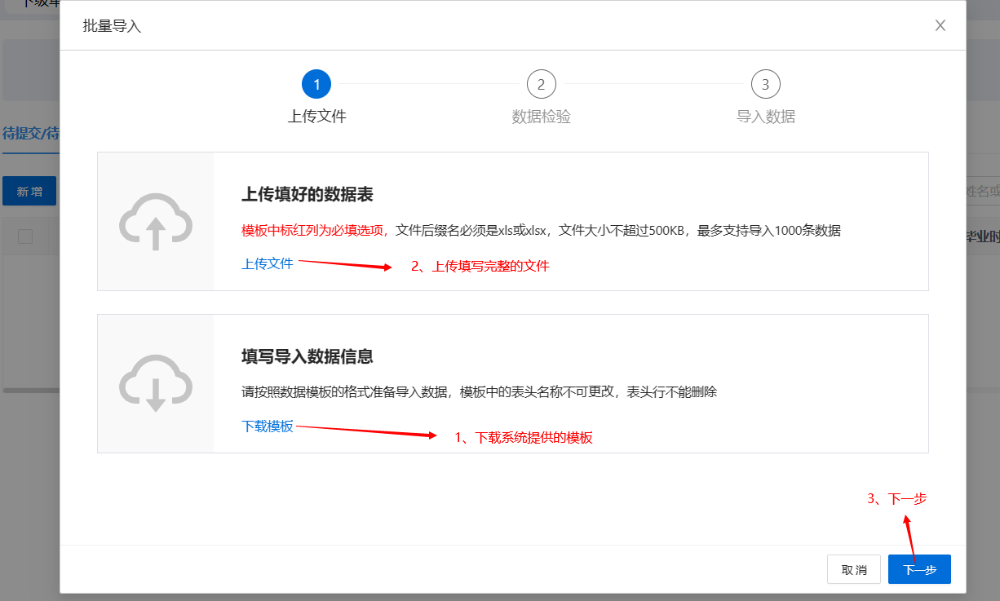 批量导入
X
1
2
3
上传文件
数据检验
导入数据
待提交/待
新增
姓名或
毕业时
上传填好的数据表
模板中标红列为必填选项，文件后缀名必须是xls或xlsx，文件大小不超过500KB，最多支持导入1000条数据
上传文件
2、上传填写完整的文件
填写导入数据信息
请按照数据模板的格式准备导入数据，模板中的表头名称不可更改，表头行不能删除
下载模板
1、下载系统提供的模板
3、下一步
取消
下一步